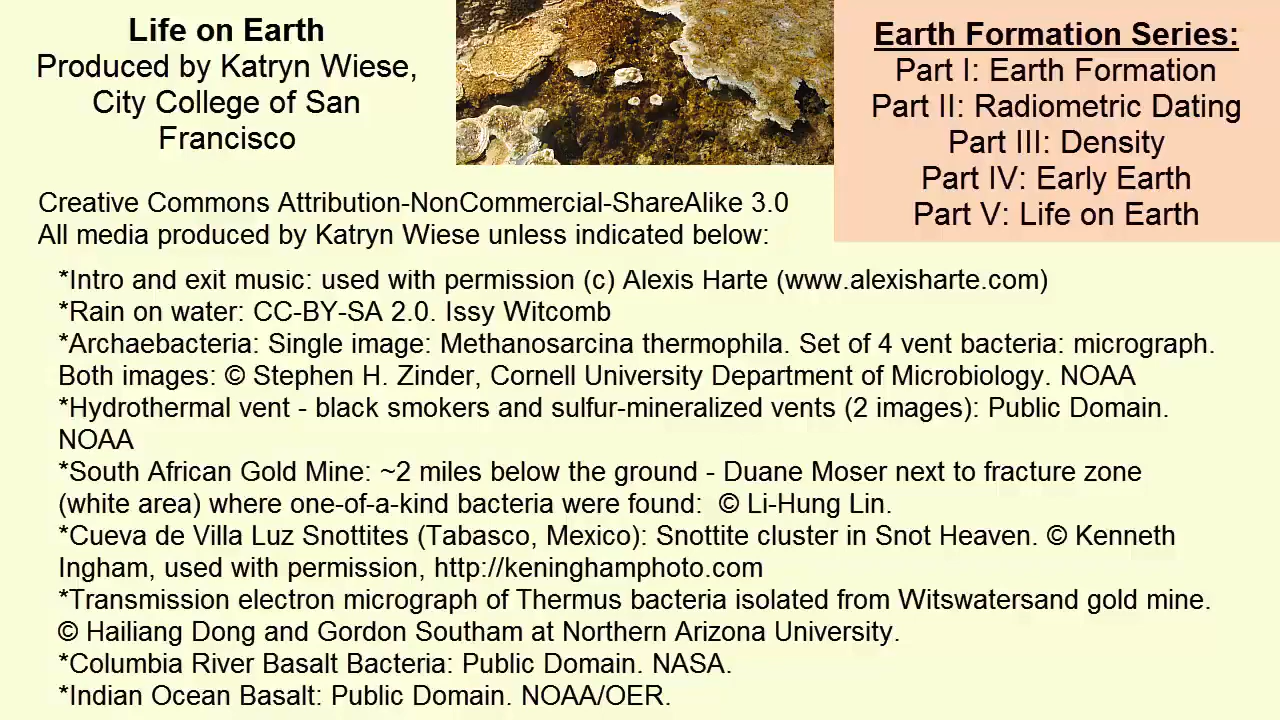 Life on Earth
Produced by Katryn Wiese,
City College of San
Francisco
Earth Formation Series:
Part I: Earth Formation
Part II: Radiometric Dating
Part III: Density
Part IV: Early Earth
Part V: Life on Earth
Creative Commons Attribution-NonCommercial-ShareAlike 3.0
All media produced by Katryn Wiese unless indicated below:
*Intro and exit music: used with permission (c) Alexis Harte (www.alexisharte.com)
*Rain on water: CC-BY-SA 2.0. Issy Witcomb
*Archaebacteria: Single image: Methanosarcina thermophila. Set of 4 vent bacteria: micrograph.
Both images: © Stephen H. Zinder, Cornell University Department of Microbiology. NOAA
*Hydrothermal vent - black smokers and sulfur-mineralized vents (2 images): Public Domain.
NOAA
*South African Gold Mine: ~2 miles below the ground - Duane Moser next to fracture zone
(white area) where one-of-a-kind bacteria were found:  © Li-Hung Lin.
*Cueva de Villa Luz Snottites (Tabasco, Mexico): Snottite cluster in Snot Heaven. © Kenneth
Ingham, used with permission, http://keninghamphoto.com
*Transmission electron micrograph of Thermus bacteria isolated from Witswatersand gold mine.
© Hailiang Dong and Gordon Southam at Northern Arizona University.
*Columbia River Basalt Bacteria: Public Domain. NASA.
*Indian Ocean Basalt: Public Domain. NOAA/OER.